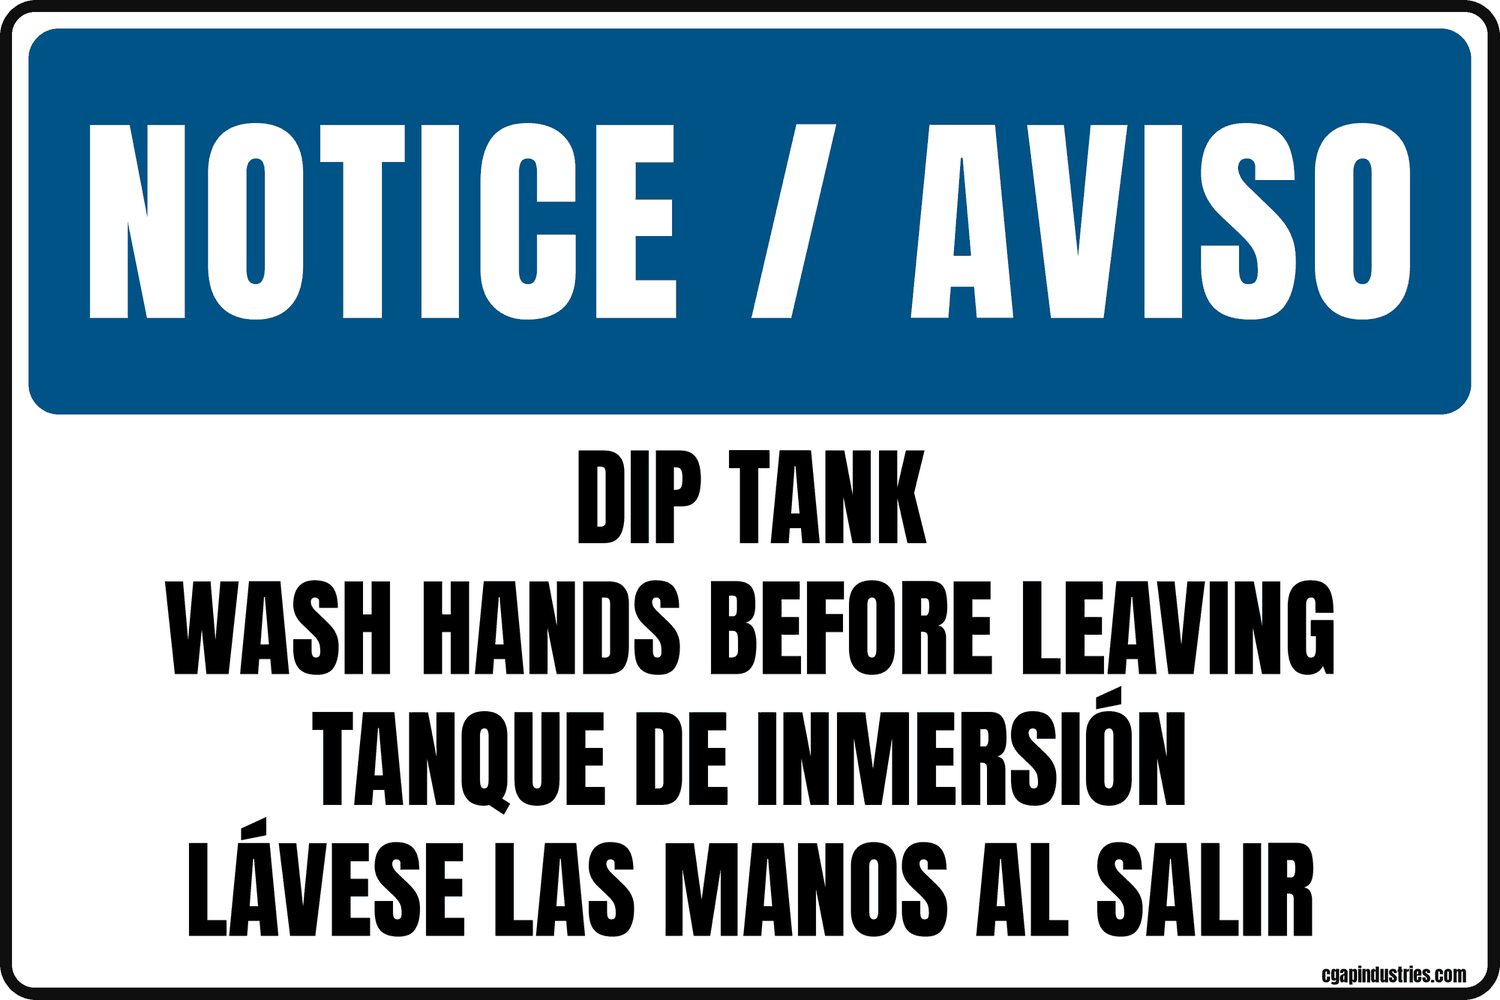 NOTICE / AVISO
DIP TANK
WASH HANDS BEFORE LEAVING
TANQUE DE INMERSIÓN
LÁVESE LAS MANOS AL SALIR
cgapindustries.com